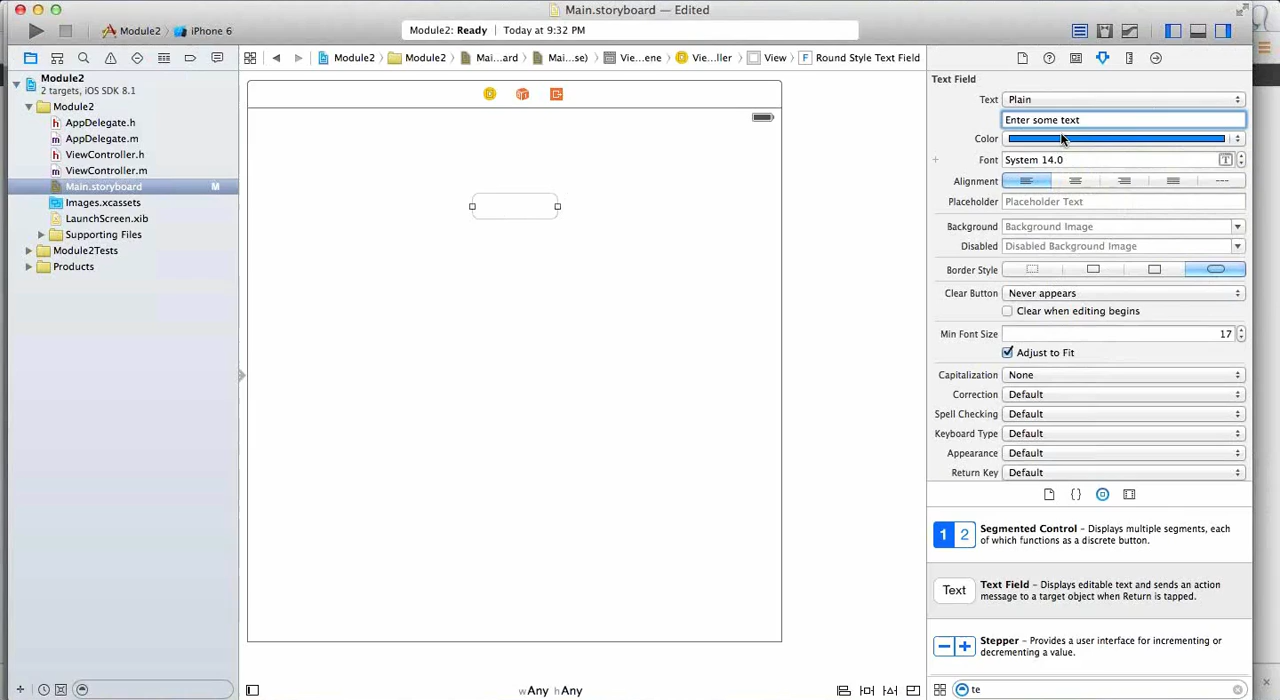 Main.storyboard — Edited
Module2
iPhone 6
Module2: Ready
Today at 9:32 PM
Module2
Module2
Mai...ard
Mai...se)
Vie...ene
Vie...ller
View
F
Round Style Text Field
Module2
2 targets, iOS SDK 8.1
Module2
h AppDelegate.h
m AppDelegate.m
h ViewController.h
m ViewController.m
Main.storyboard M
Images.xcassets
LaunchScreen.xib
Supporting Files
Module2Tests
Products
wAny hAny
Text Field
Text Plain
Enter some text
Color
Font System 14.0 T
Alignment
Placeholder Placeholder Text
Background Background Image
Disabled Disabled Background Image
Border Style
Clear Button Never appears
Clear when editing begins
Min Font Size 17
Adjust to Fit
Capitalization None
Correction Default
Spell Checking Default
Keyboard Type Default
Appearance Default
Return Key Default
{}
1 2
Segmented Control – Displays multiple segments, each
of which functions as a discrete button.
Text
Text Field – Displays editable text and sends an action
message to a target object when Return is tapped.
Stepper – Provides a user interface for incrementing or
decrementing a value.
te